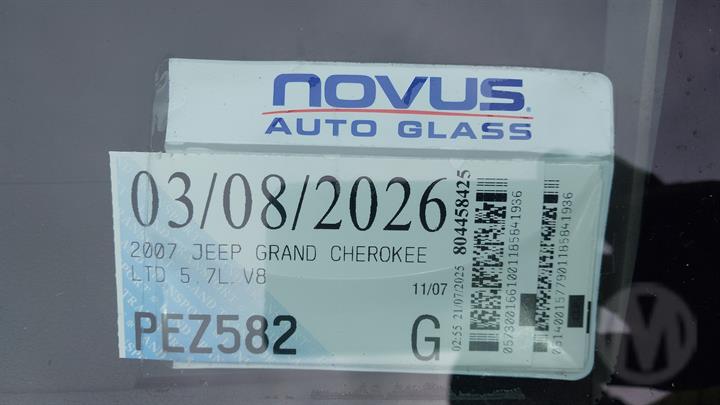 NOVUS®
AUTO GLASS
03/08/2026
2007 JEEP GRAND CHEROKEE
LTD 5.7L V8
11/07
PEZ582
G
804458425
02:55 21/07/2025
0573001661001185841936
M